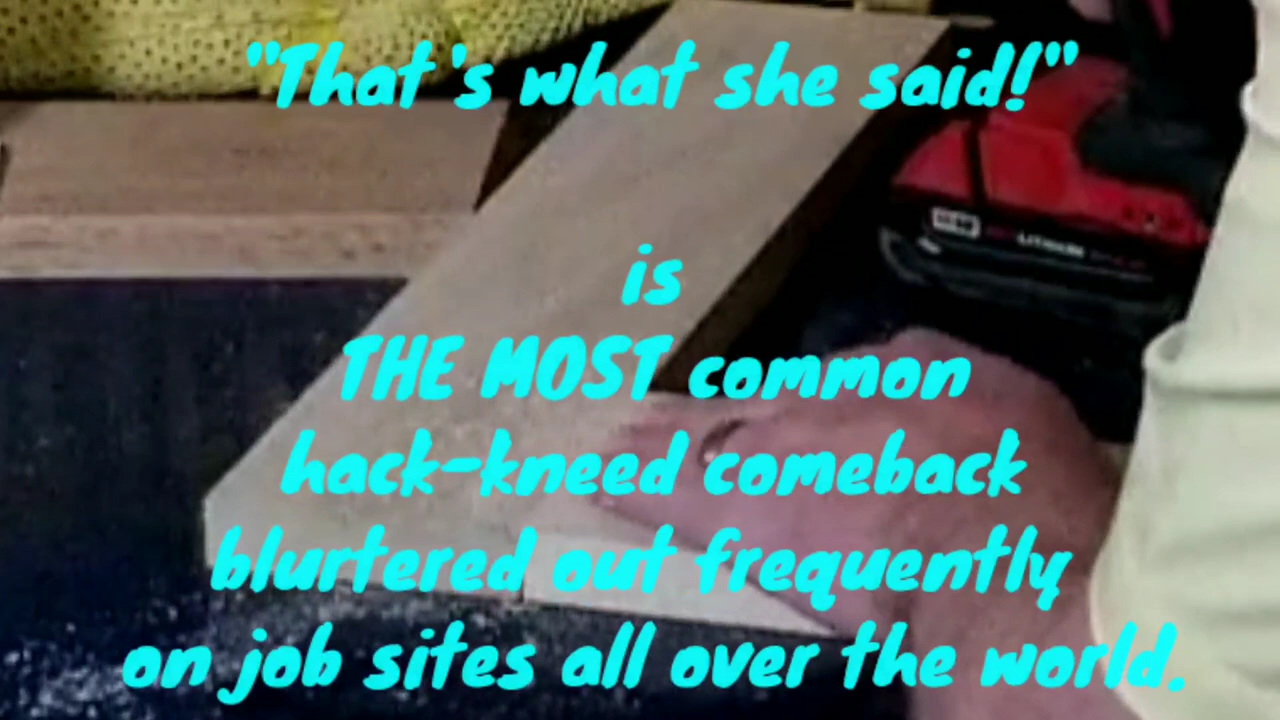 "That's what she said!"
is
THE MOST common
hack-kneed comeback
blurtered out frequently
on job sites all over the world.
LITHIUM